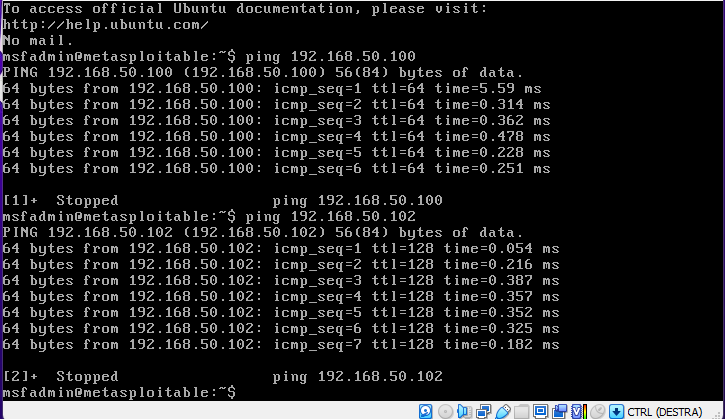 To access official Ubuntu documentation, please visit:
http://help.ubuntu.com/
No mail.
msfadmin@metasploitable:~$ ping 192.168.50.100
PING 192.168.50.100 (192.168.50.100) 56(84) bytes of data.
64 bytes from 192.168.50.100: icmp_seq=1 ttl=64 time=5.59 ms
64 bytes from 192.168.50.100: icmp_seq=2 ttl=64 time=0.314 ms
64 bytes from 192.168.50.100: icmp_seq=3 ttl=64 time=0.362 ms
64 bytes from 192.168.50.100: icmp_seq=4 ttl=64 time=0.478 ms
64 bytes from 192.168.50.100: icmp_seq=5 ttl=64 time=0.228 ms
64 bytes from 192.168.50.100: icmp_seq=6 ttl=64 time=0.251 ms
[1]+  Stopped                 ping 192.168.50.100
msfadmin@metasploitable:~$ ping 192.168.50.102
PING 192.168.50.102 (192.168.50.102) 56(84) bytes of data.
64 bytes from 192.168.50.102: icmp_seq=1 ttl=128 time=0.054 ms
64 bytes from 192.168.50.102: icmp_seq=2 ttl=128 time=0.216 ms
64 bytes from 192.168.50.102: icmp_seq=3 ttl=128 time=0.387 ms
64 bytes from 192.168.50.102: icmp_seq=4 ttl=128 time=0.357 ms
64 bytes from 192.168.50.102: icmp_seq=5 ttl=128 time=0.352 ms
64 bytes from 192.168.50.102: icmp_seq=6 ttl=128 time=0.325 ms
64 bytes from 192.168.50.102: icmp_seq=7 ttl=128 time=0.182 ms
[2]+  Stopped                 ping 192.168.50.102
msfadmin@metasploitable:~$
CTRL (DESTRA)